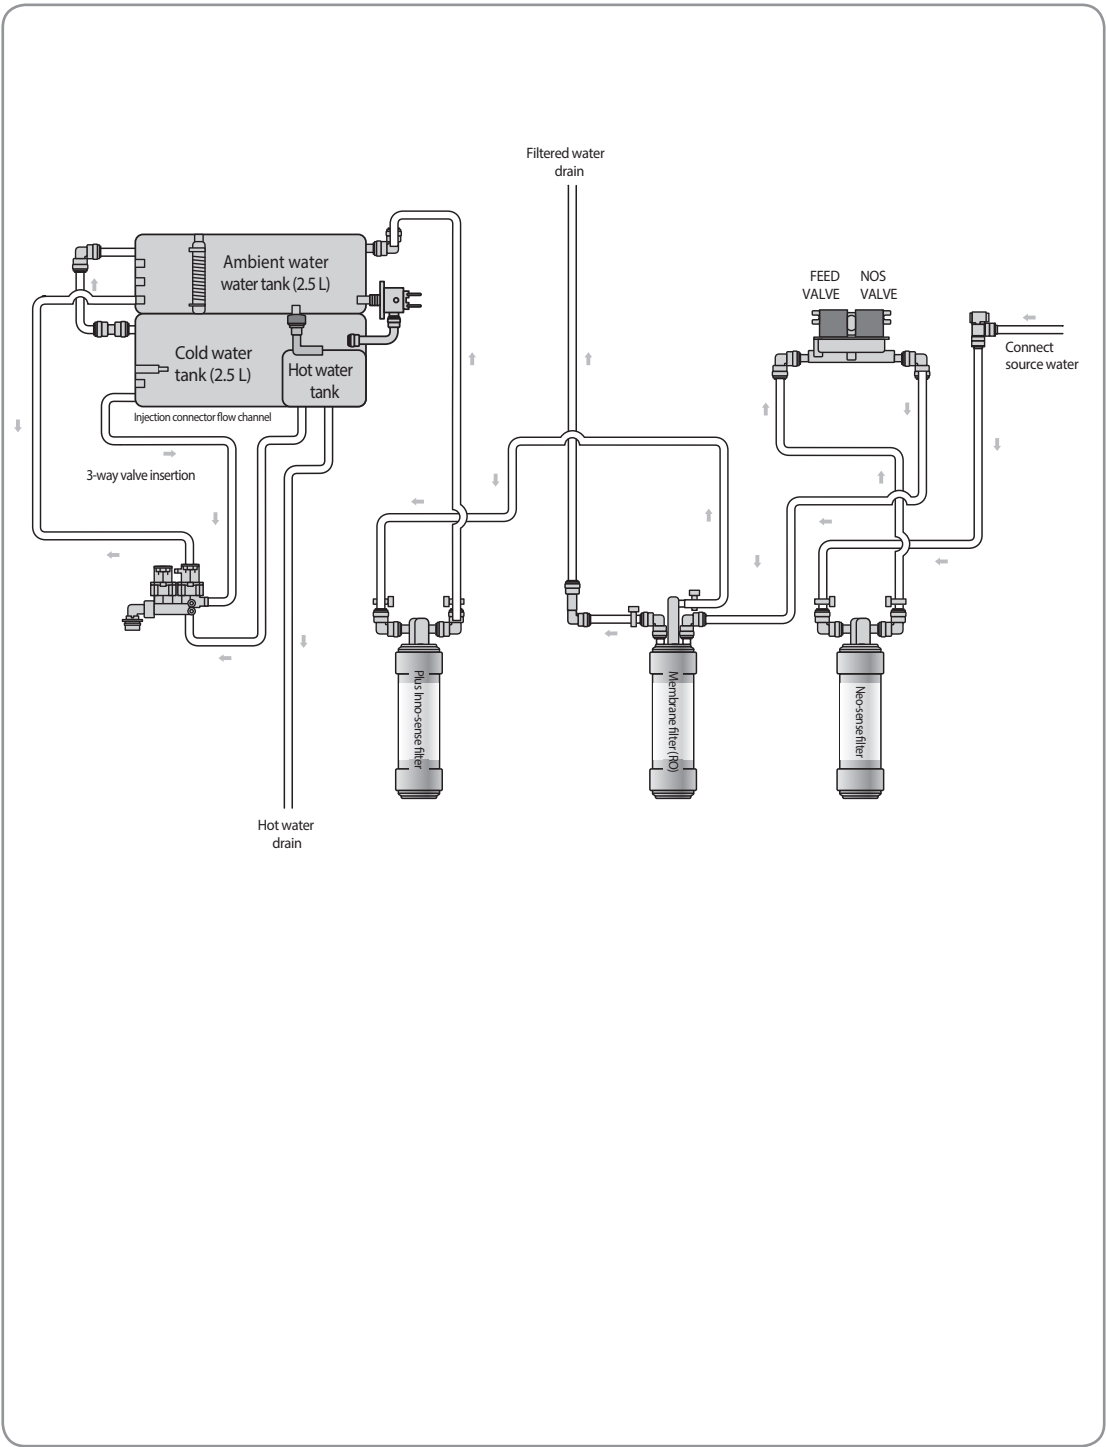 Filtered water
drain
Ambient water
water tank (2.5 L)
FEED
VALVE
NOS
VALVE
Connect
source water
Cold water
tank (2.5 L)
Hot water
tank
Injection connector flow channel
3-way valve insertion
Plus Inno-sense filter
Membrane filter (RO)
Neo-sense filter
Hot water
drain